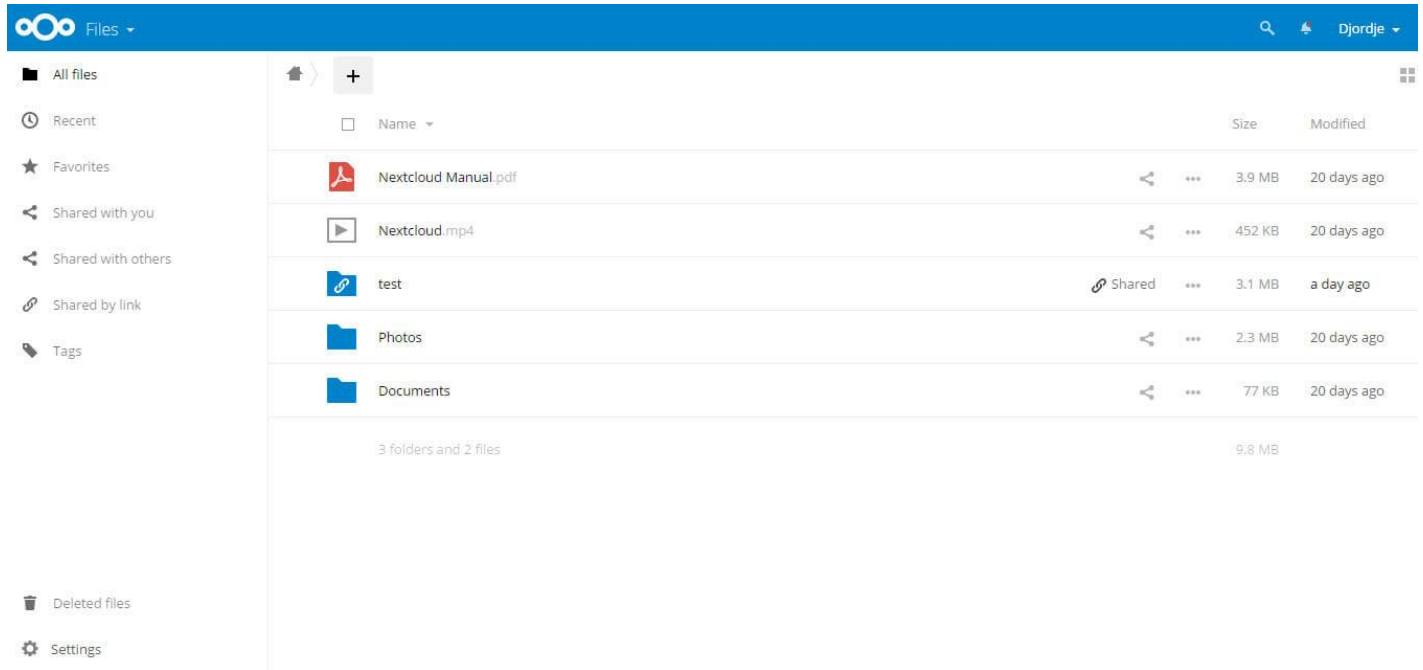 Files
Djordje
All files
Recent
Favorites
Shared with you
Shared with others
Shared by link
Tags
Deleted files
Settings
+
Name Size Modified
Nextcloud Manual.pdf 3.9 MB 20 days ago
Nextcloud.mp4 452 KB 20 days ago
test Shared 3.1 MB a day ago
Photos 2.3 MB 20 days ago
Documents 77 KB 20 days ago
3 folders and 2 files 9.8 MB